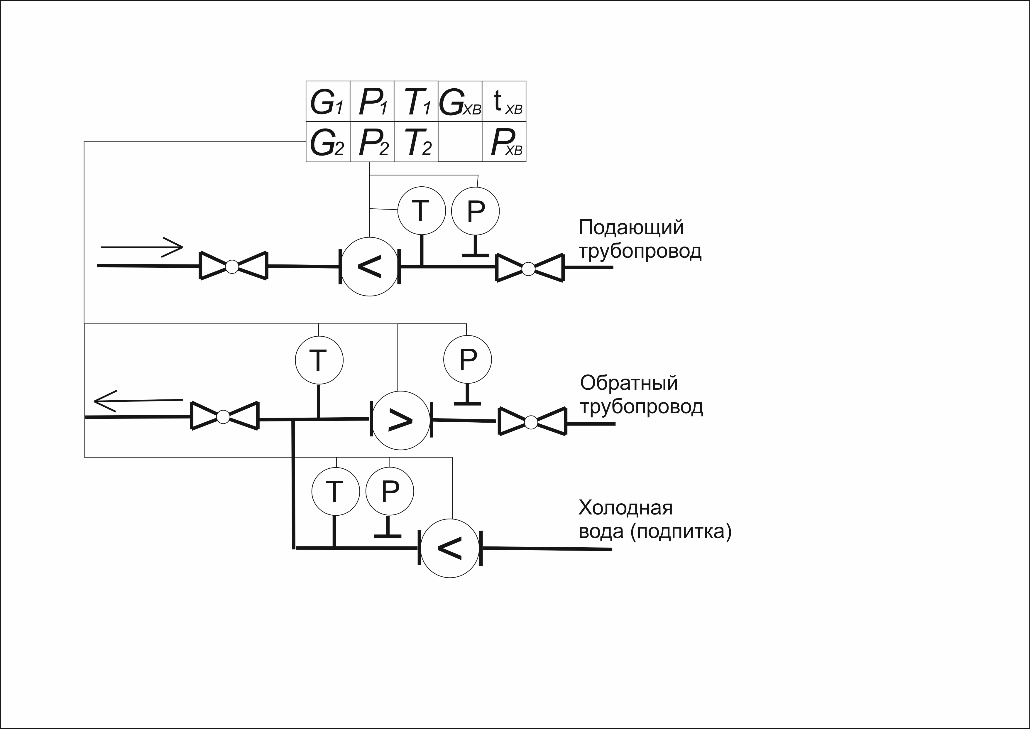 G1 P1 T1 GХВ tХВ
G2 P2 T2 PХВ
T P
Подающий
трубопровод
<
T P
Обратный
трубопровод
>
T P
Холодная
вода (подпитка)
<